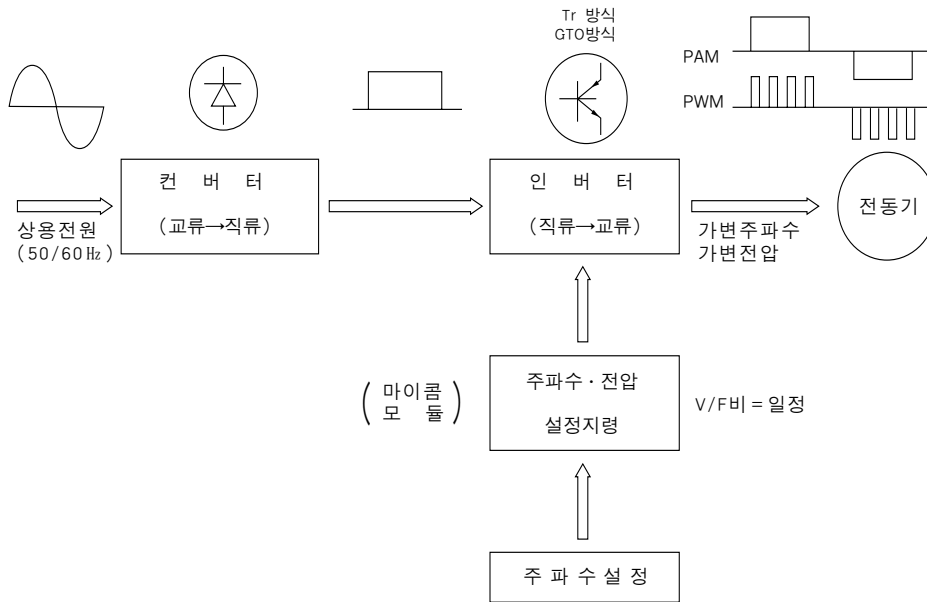 Tr 방식
GTO방식
PAM
PWM
컨 버 터
(교류→직류)
인 버 터
(직류→교류)
전동기
상용전원
(50/60㎐)
가변주파수
가변전압
주파수·전압
설정지령
(마이콤
모 듈)
V/F비=일정
주 파 수 설 정